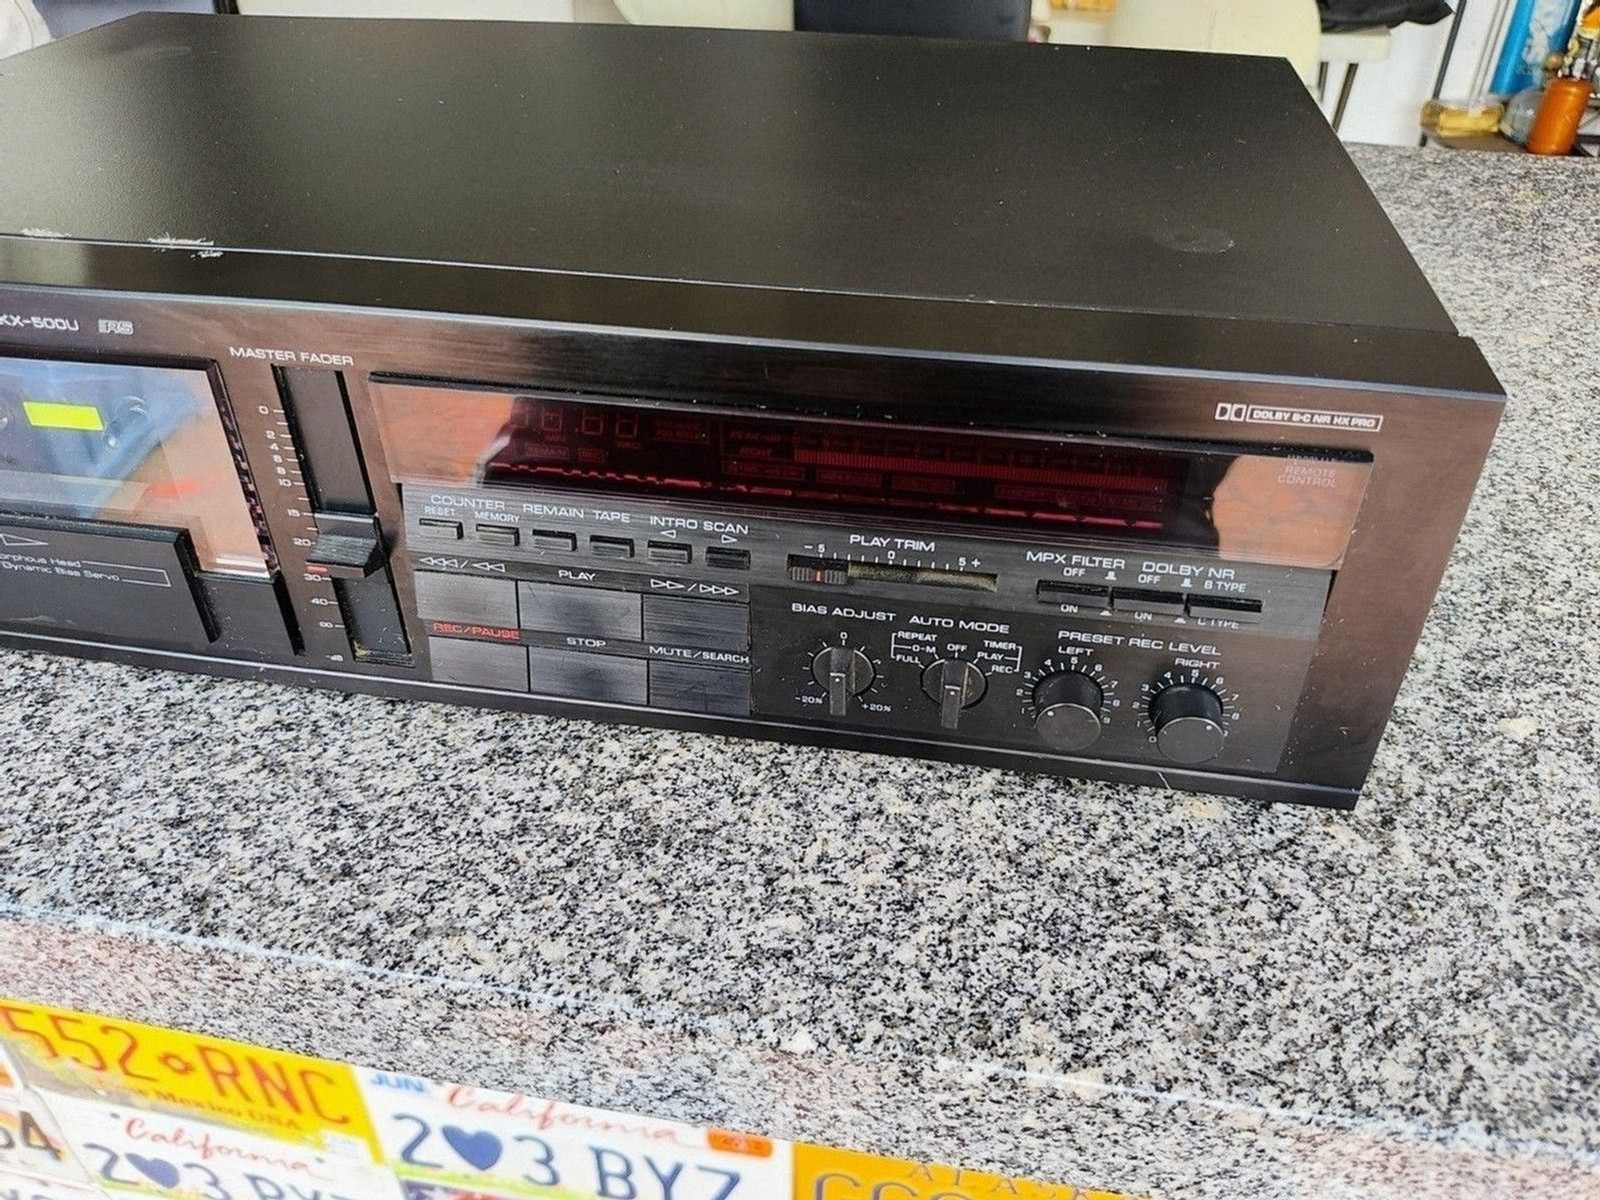 KX-500U ERS
MASTER FADER
0
2
4
6
8
10
15
20
30
40
∞
-dB
DOLBY B-C NR HX PRO
REMOTE
CONTROL
COUNTER
RESET MEMORY
REMAIN TAPE
INTRO SCAN
PLAY TRIM
- 5 0 5 +
MPX FILTER
OFF
ON
DOLBY NR
OFF B TYPE
ON C TYPE
PLAY
REC/PAUSE
STOP
MUTE/SEARCH
BIAS ADJUST
0
-20% +20%
AUTO MODE
REPEAT
0-M
FULL
OFF
TIMER
PLAY
REC
PRESET REC LEVEL
LEFT
RIGHT
Head
Dynamic Bias Servo
552 RNC
Mexico USA
JUN
California
2 3 BYZ
California
2 3